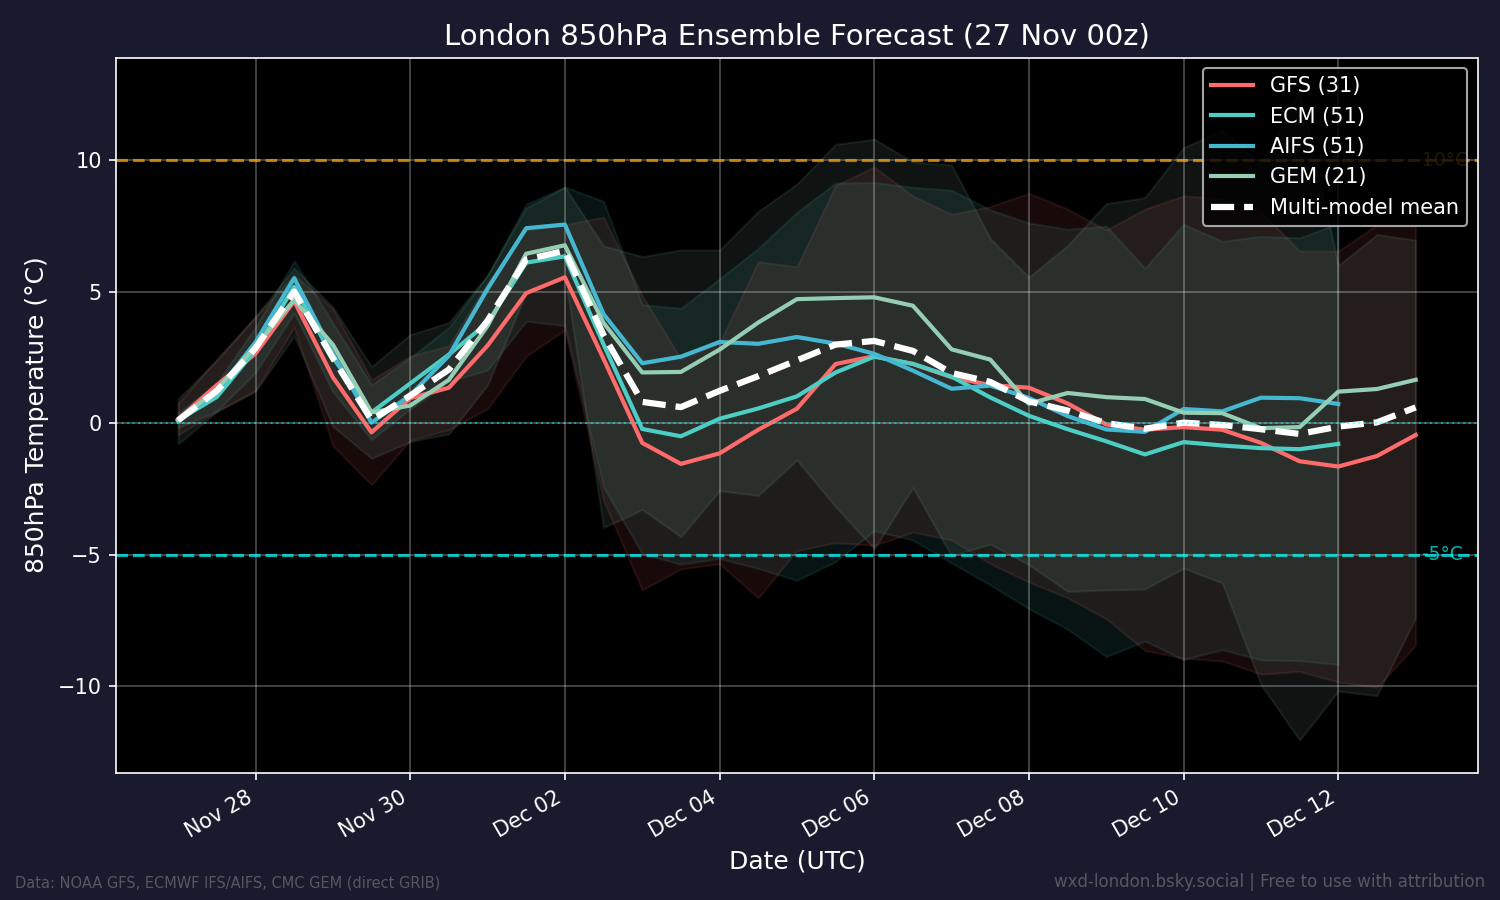 London 850hPa Ensemble Forecast (27 Nov 00z)
GFS (31)
ECM (51)
AIFS (51)
GEM (21)
Multi-model mean
10°C
-5°C
850hPa Temperature (°C)
10
5
0
−5
−10
Nov 28
Nov 30
Dec 02
Dec 04
Dec 06
Dec 08
Dec 10
Dec 12
Date (UTC)
Data: NOAA GFS, ECMWF IFS/AIFS, CMC GEM (direct GRIB)
wxd-london.bsky.social | Free to use with attribution